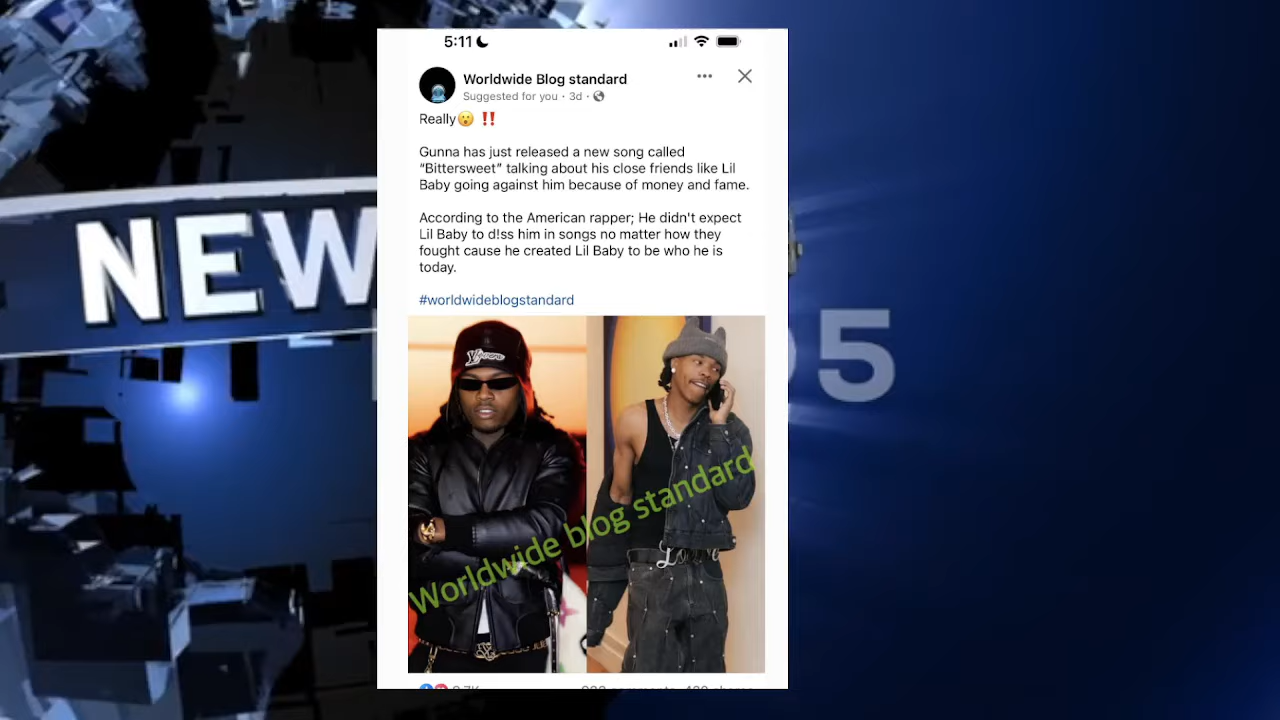 5:11
Worldwide Blog standard
Suggested for you · 3d ·
Really😮 ‼️
Gunna has just released a new song called
“Bittersweet” talking about his close friends like Lil
Baby going against him because of money and fame.
According to the American rapper; He didn't expect
Lil Baby to d!ss him in songs no matter how they
fought cause he created Lil Baby to be who he is
today.
#worldwideblogstandard
NEW
5
Worldwide blog standard